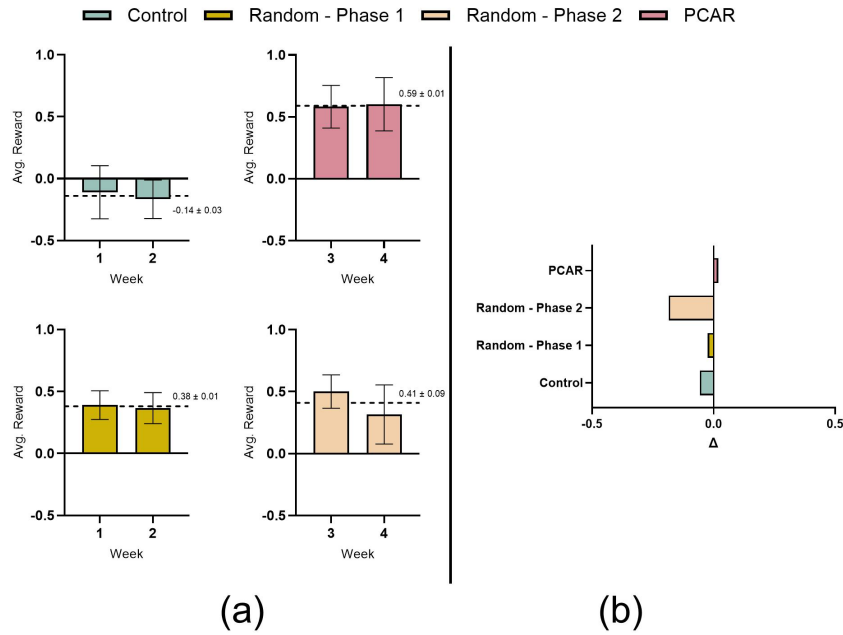 Control Random - Phase 1 Random - Phase 2 PCAR
1.0
0.5
0.0
-0.5
Avg. Reward
-0.14 ± 0.03
1 2
Week
1.0
0.5
0.0
-0.5
Avg. Reward
0.59 ± 0.01
3 4
Week
1.0
0.5
0.0
-0.5
Avg. Reward
0.38 ± 0.01
1 2
Week
1.0
0.5
0.0
-0.5
Avg. Reward
0.41 ± 0.09
3 4
Week
(a)
PCAR
Random - Phase 2
Random - Phase 1
Control
-0.5 0.0 0.5
Δ
(b)